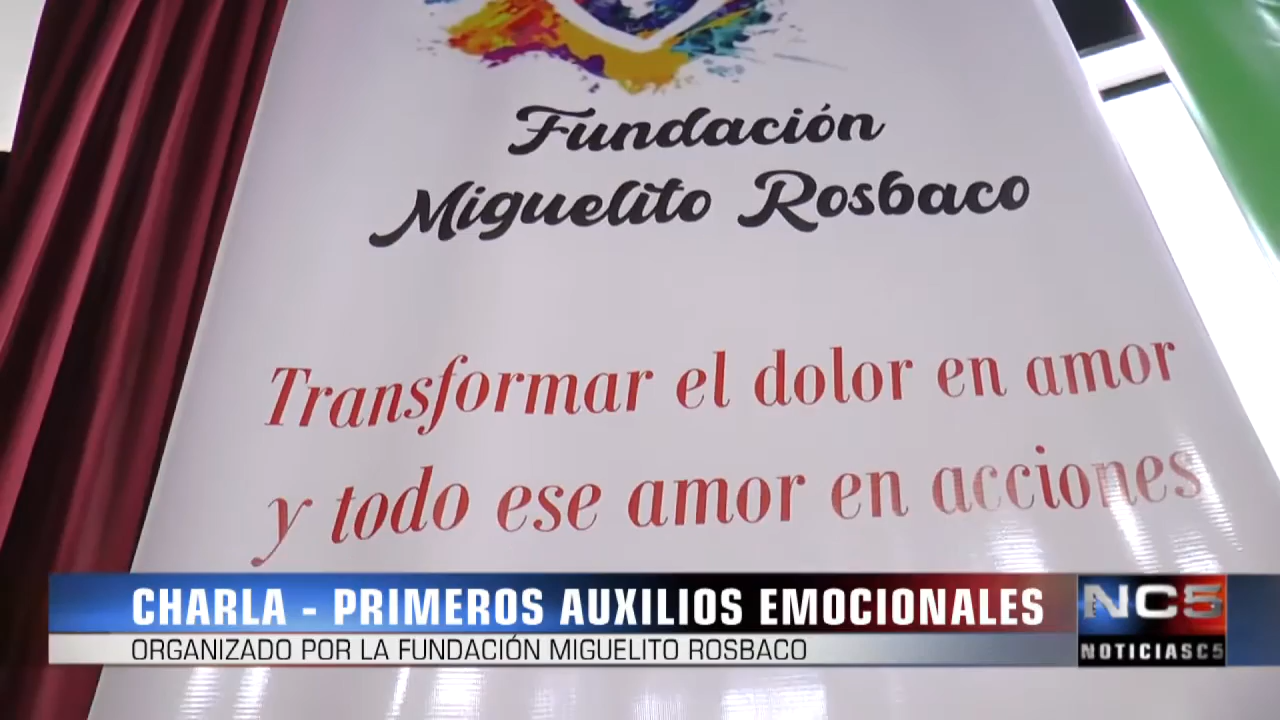 Fundación
Miguelito Rosbaco
Transformar el dolor en amor
y todo ese amor en acciones
CHARLA - PRIMEROS AUXILIOS EMOCIONALES
ORGANIZADO POR LA FUNDACIÓN MIGUELITO ROSBACO
NC5
NOTICIASC5